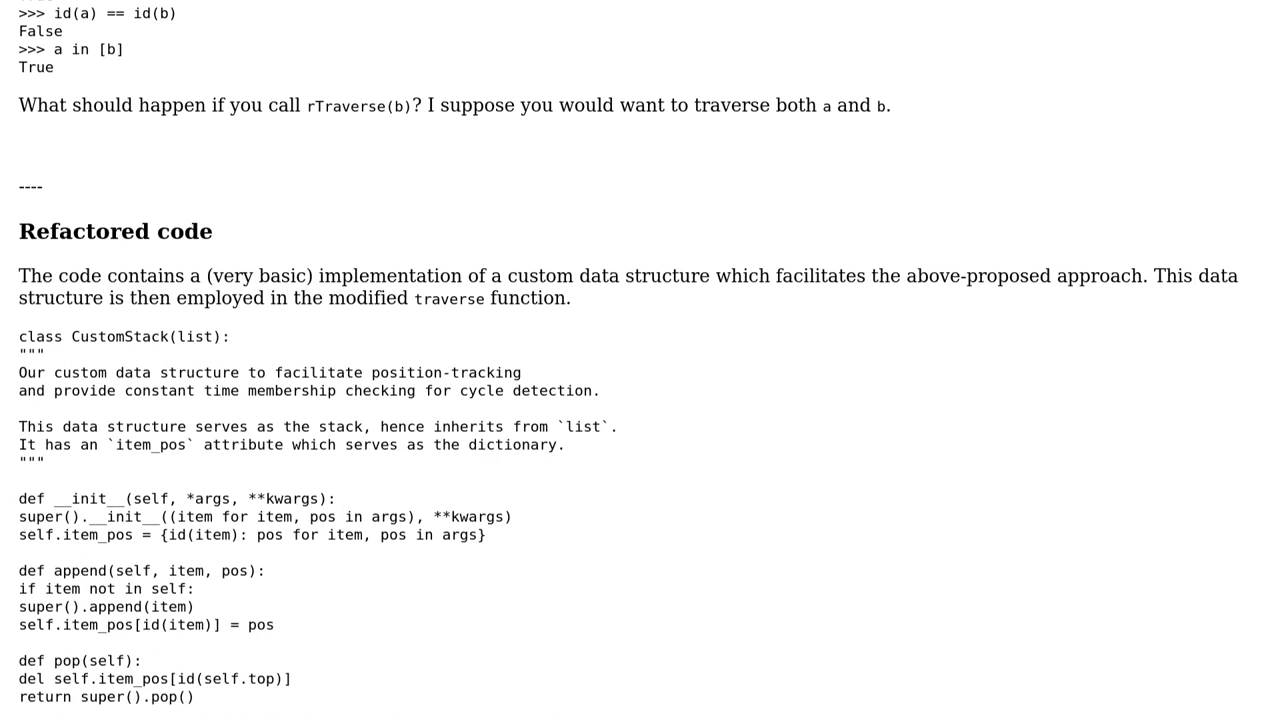 >>> id(a) == id(b)
False
>>> a in [b]
True
What should happen if you call rTraverse(b)? I suppose you would want to traverse both a and b.
----
Refactored code
The code contains a (very basic) implementation of a custom data structure which facilitates the above-proposed approach. This data
structure is then employed in the modified traverse function.
class CustomStack(list):
"""
Our custom data structure to facilitate position-tracking
and provide constant time membership checking for cycle detection.
This data structure serves as the stack, hence inherits from `list`.
It has an `item_pos` attribute which serves as the dictionary.
"""
def __init__(self, *args, **kwargs):
super().__init__((item for item, pos in args), **kwargs)
self.item_pos = {id(item): pos for item, pos in args}
def append(self, item, pos):
if item not in self:
super().append(item)
self.item_pos[id(item)] = pos
def pop(self):
del self.item_pos[id(self.top)]
return super().pop()